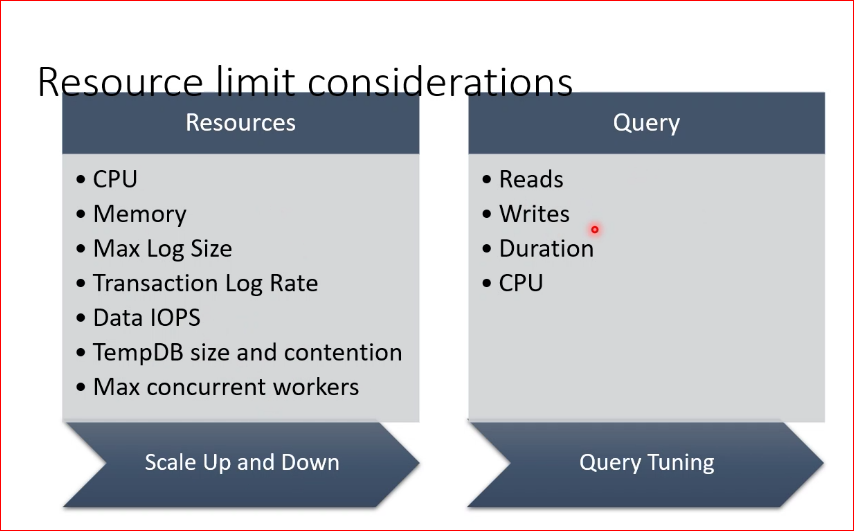 Resource limit considerations
Resources
• CPU
• Memory
• Max Log Size
• Transaction Log Rate
• Data IOPS
• TempDB size and contention
• Max concurrent workers
Scale Up and Down
Query
• Reads
• Writes
• Duration
• CPU
Query Tuning